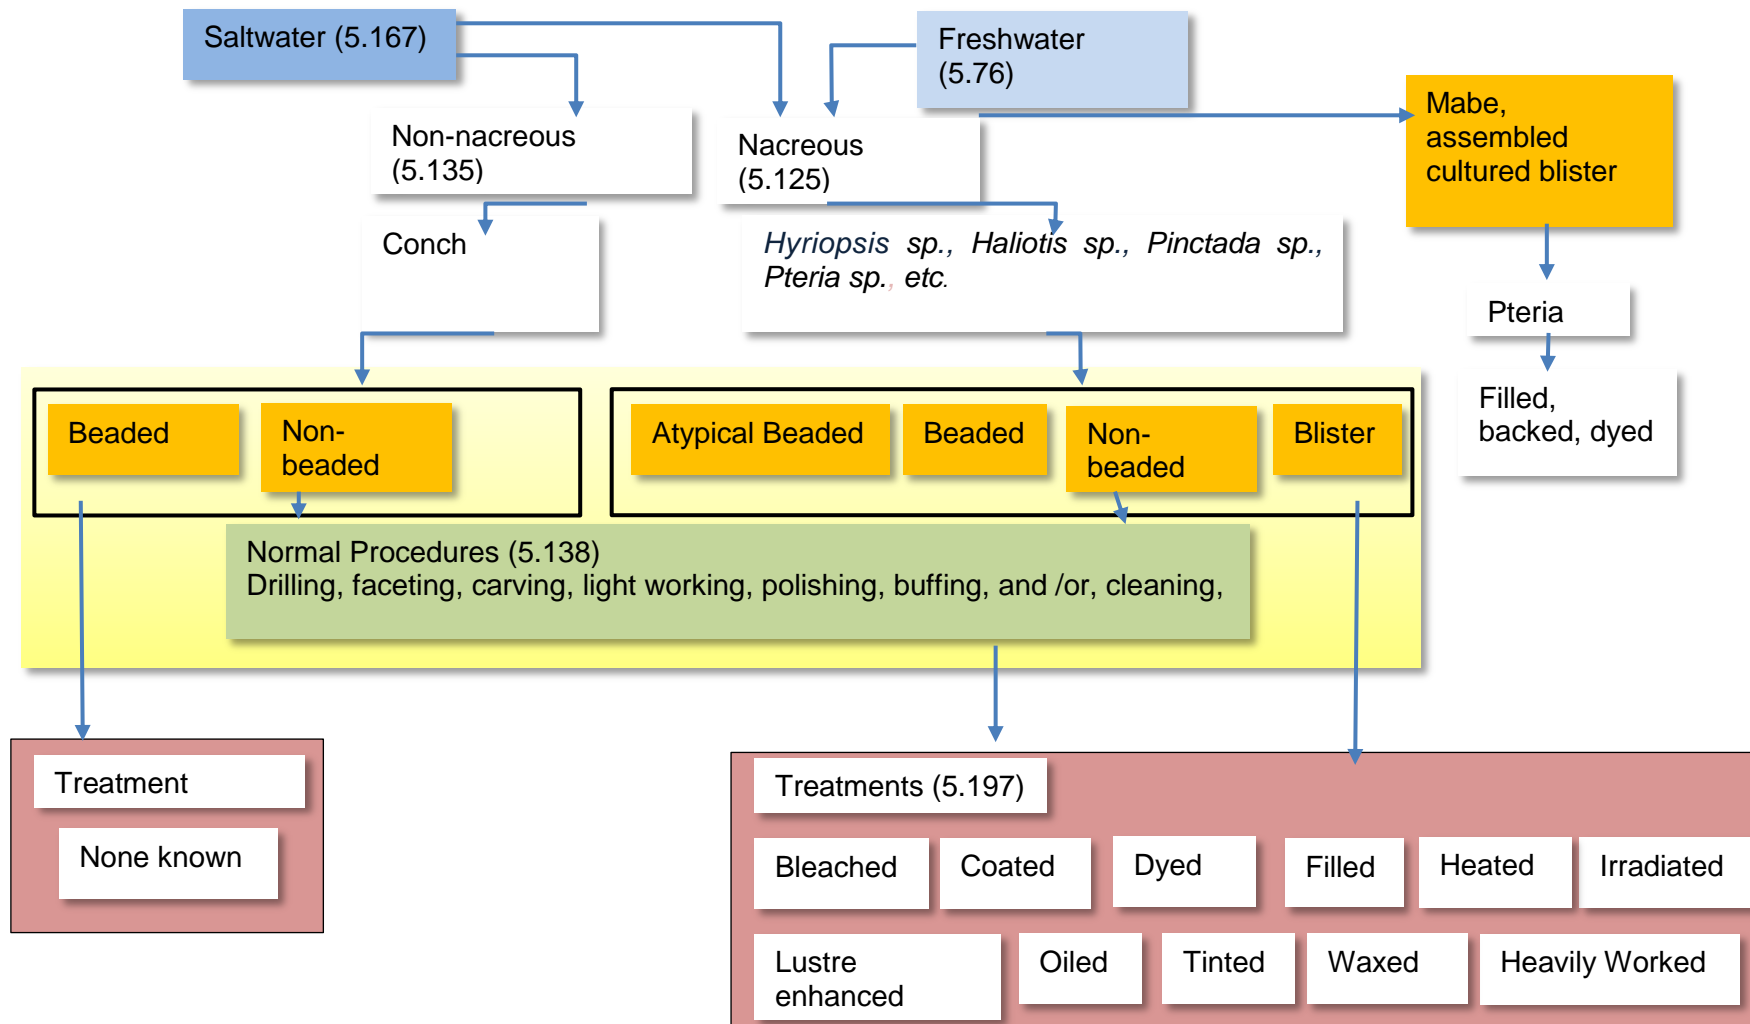 Saltwater (5.167)
Freshwater
(5.76)
Mabe,
assembled
cultured blister
Non-nacreous
(5.135)
Nacreous
(5.125)
Conch
Hyriopsis sp., Haliotis sp., Pinctada sp.,
Pteria sp., etc.
Pteria
Filled,
backed, dyed
Beaded
Non-
beaded
Atypical Beaded
Beaded
Non-
beaded
Blister
Normal Procedures (5.138)
Drilling, faceting, carving, light working, polishing, buffing, and /or, cleaning,
Treatment
None known
Treatments (5.197)
Bleached
Coated
Dyed
Filled
Heated
Irradiated
Lustre
enhanced
Oiled
Tinted
Waxed
Heavily Worked